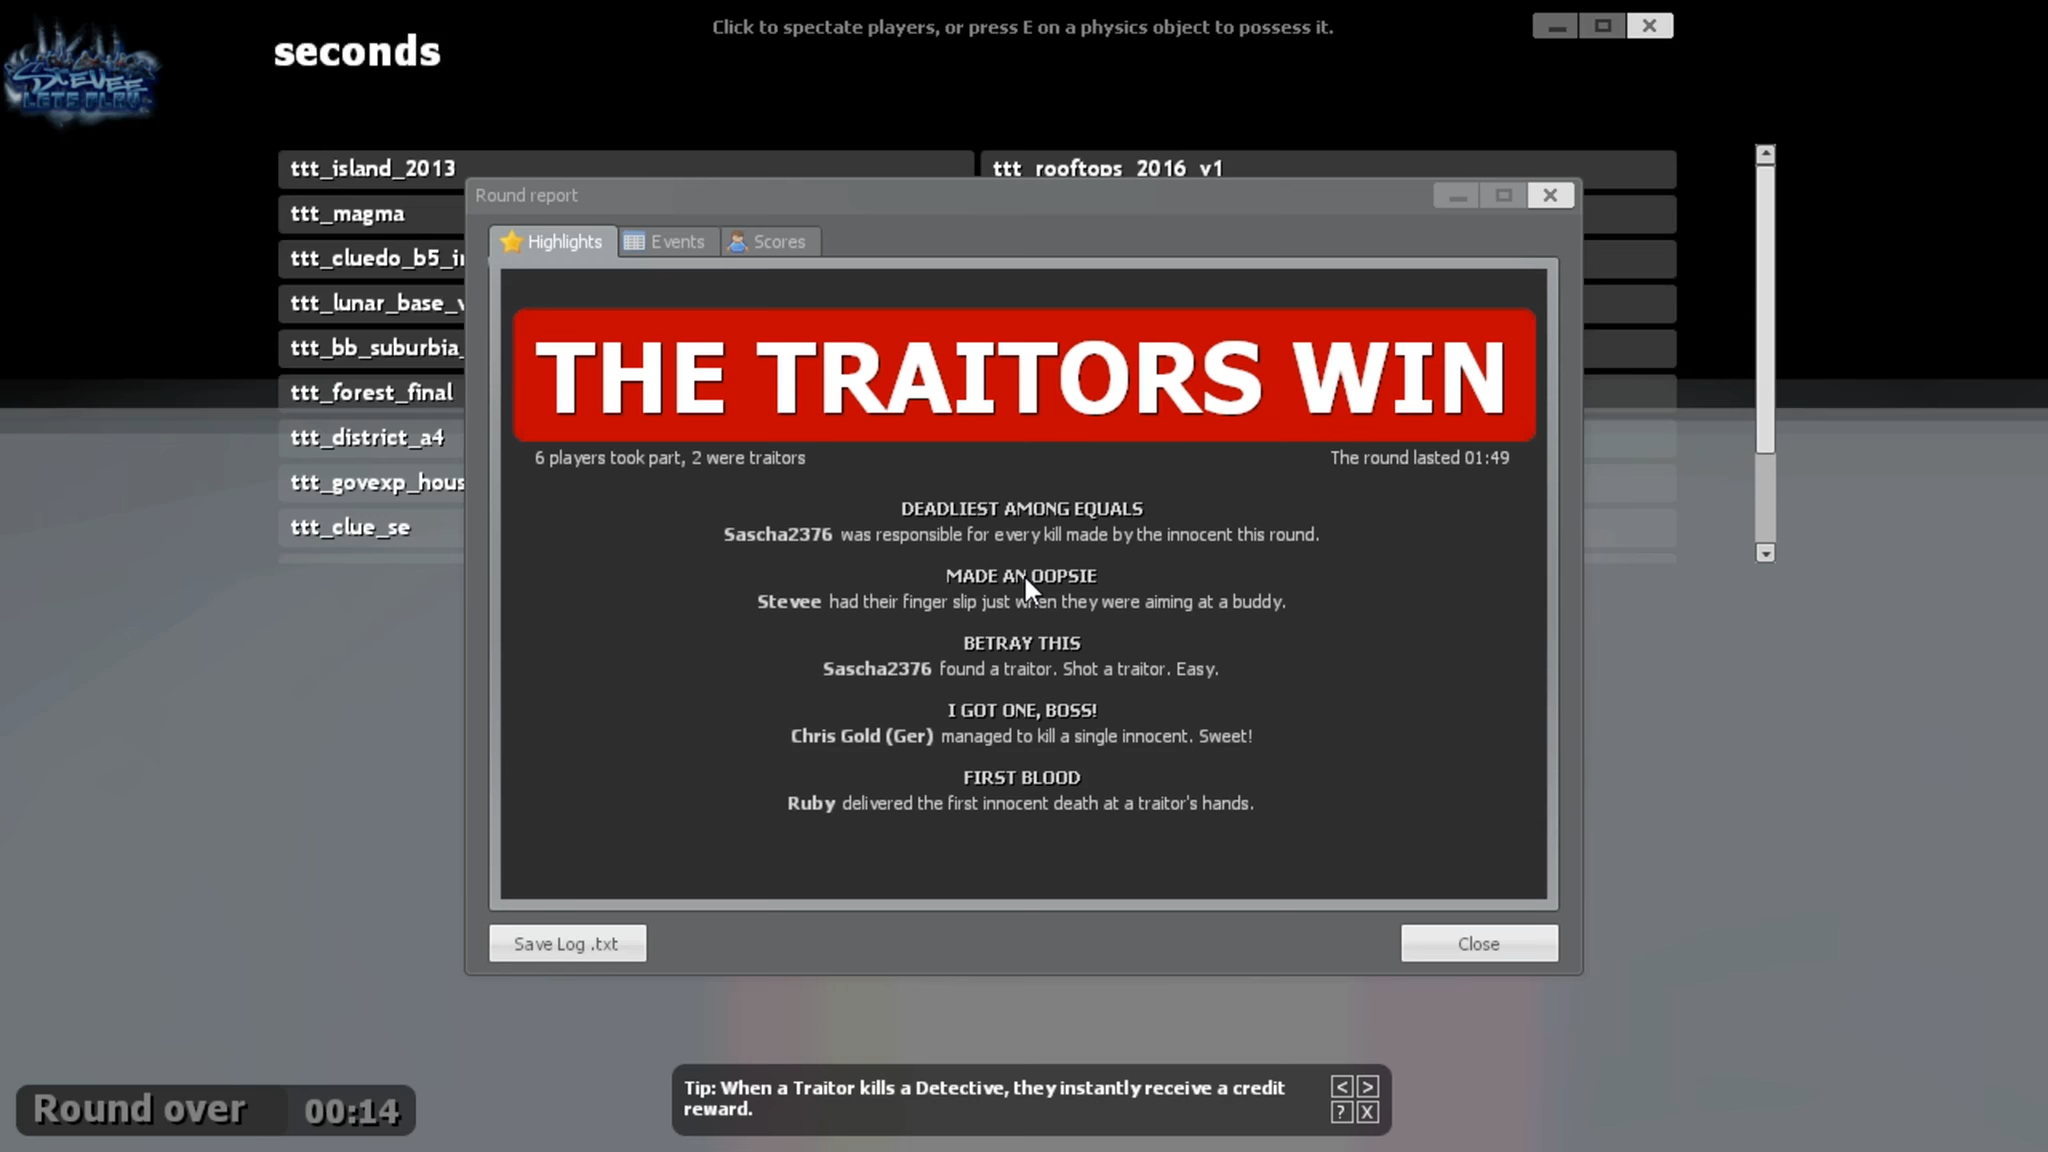 SCEVEE
LETS PLAY
seconds
Click to spectate players, or press E on a physics object to possess it.
ttt_island_2013
ttt_rooftops_2016_v1
ttt_magma
ttt_cluedo_b5_i
ttt_lunar_base_v
ttt_bb_suburbia_
ttt_forest_final
ttt_district_a4
ttt_govexp_hous
ttt_clue_se
Round report
Highlights
Events
Scores
THE TRAITORS WIN
6 players took part, 2 were traitors
The round lasted 01:49
DEADLIEST AMONG EQUALS
Sascha2376 was responsible for every kill made by the innocent this round.
MADE AN OOPSIE
Stevee had their finger slip just when they were aiming at a buddy.
BETRAY THIS
Sascha2376 found a traitor. Shot a traitor. Easy.
I GOT ONE, BOSS!
Chris Gold (Ger) managed to kill a single innocent. Sweet!
FIRST BLOOD
Ruby delivered the first innocent death at a traitor's hands.
Save Log .txt
Close
Round over 00:14
Tip: When a Traitor kills a Detective, they instantly receive a credit
reward.
< >
? X